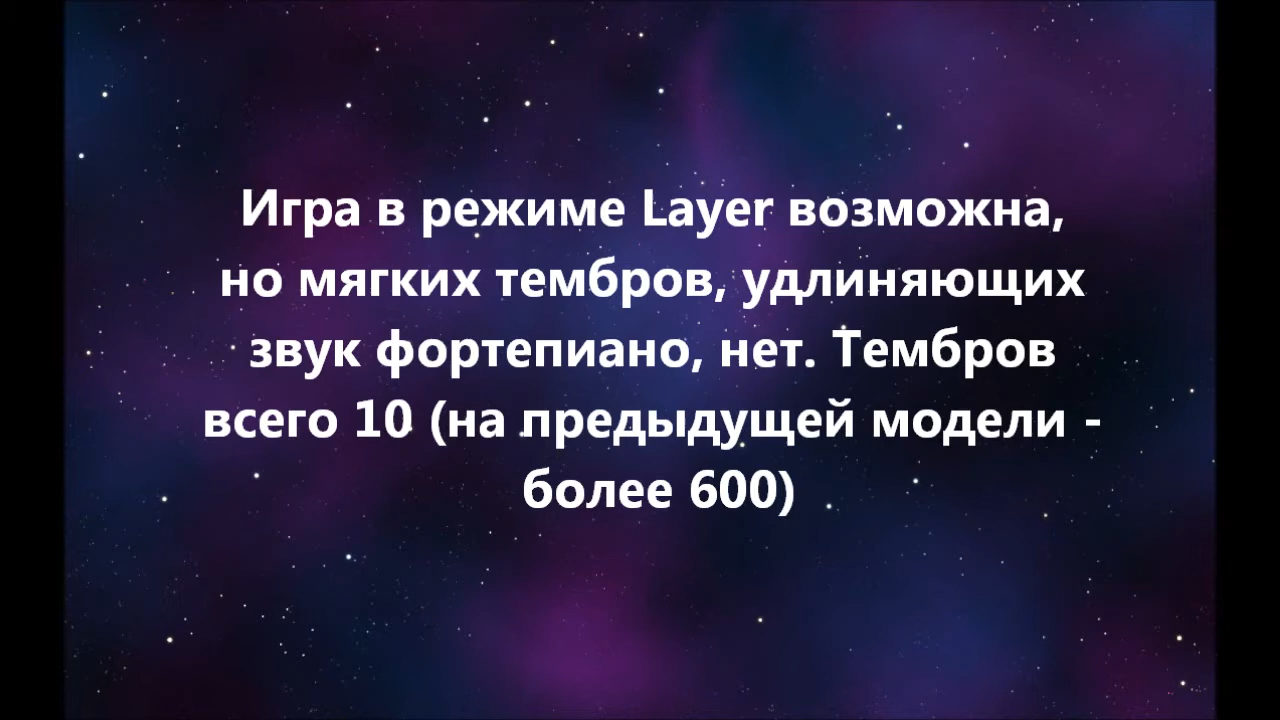 Игра в режиме Layer возможна,
но мягких тембров, удлиняющих
звук фортепиано, нет. Тембров
всего 10 (на предыдущей модели -
более 600)